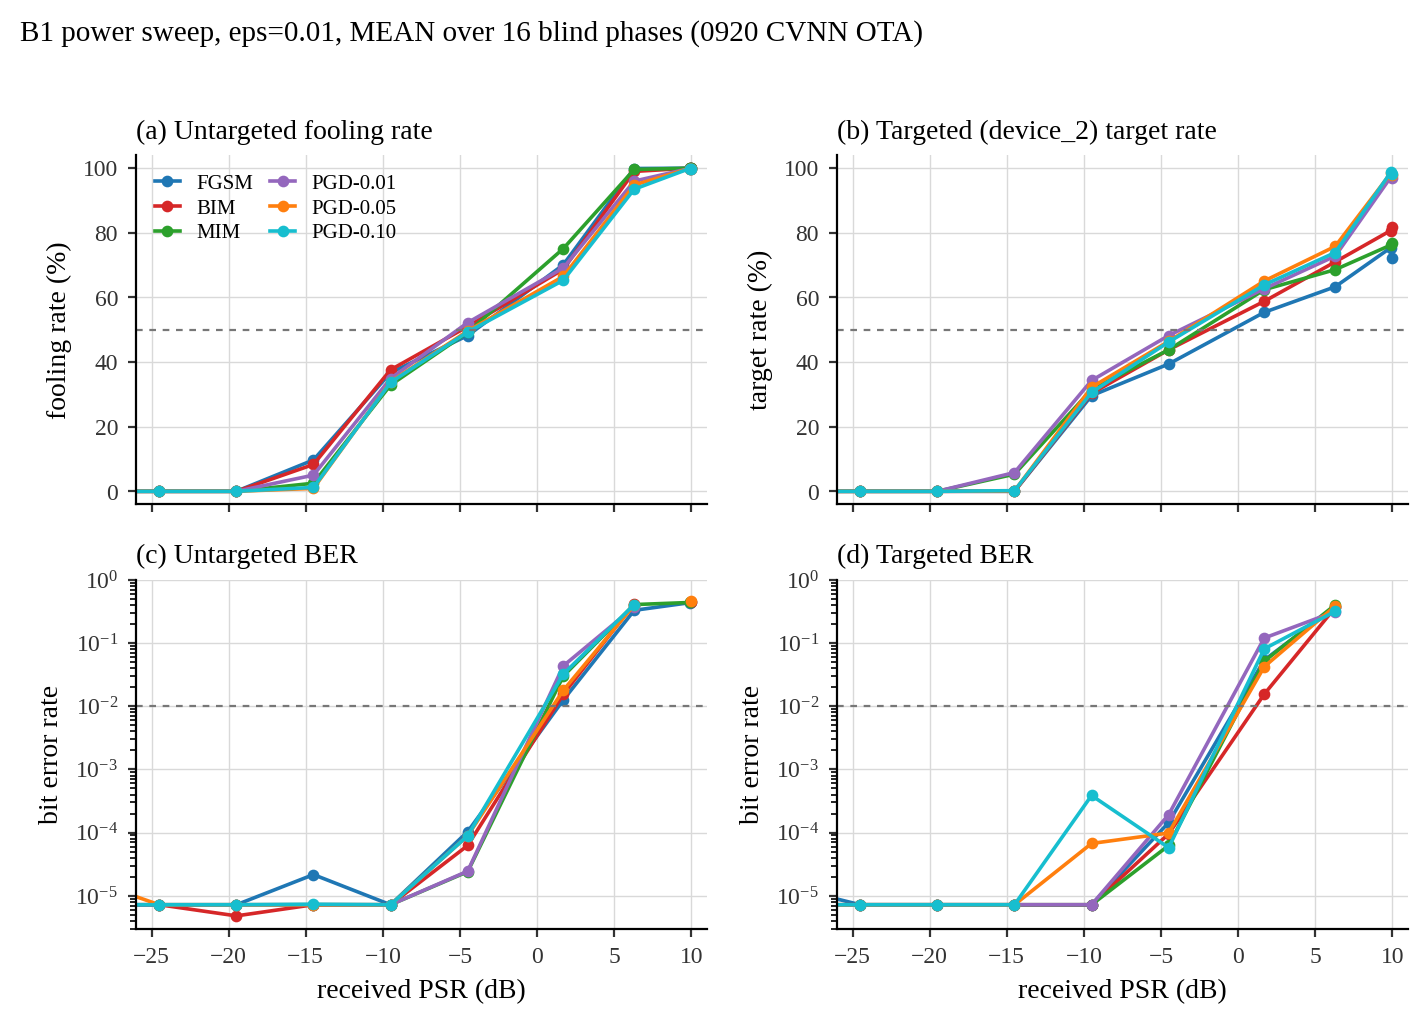 B1 power sweep, eps=0.01, MEAN over 16 blind phases (0920 CVNN OTA)
(a) Untargeted fooling rate
fooling rate (%)
100
80
60
40
20
0
FGSM
BIM
MIM
PGD-0.01
PGD-0.05
PGD-0.10
(b) Targeted (device_2) target rate
target rate (%)
100
80
60
40
20
0
(c) Untargeted BER
bit error rate
10⁰
10⁻¹
10⁻²
10⁻³
10⁻⁴
10⁻⁵
−25 −20 −15 −10 −5 0 5 10
received PSR (dB)
(d) Targeted BER
bit error rate
10⁰
10⁻¹
10⁻²
10⁻³
10⁻⁴
10⁻⁵
−25 −20 −15 −10 −5 0 5 10
received PSR (dB)